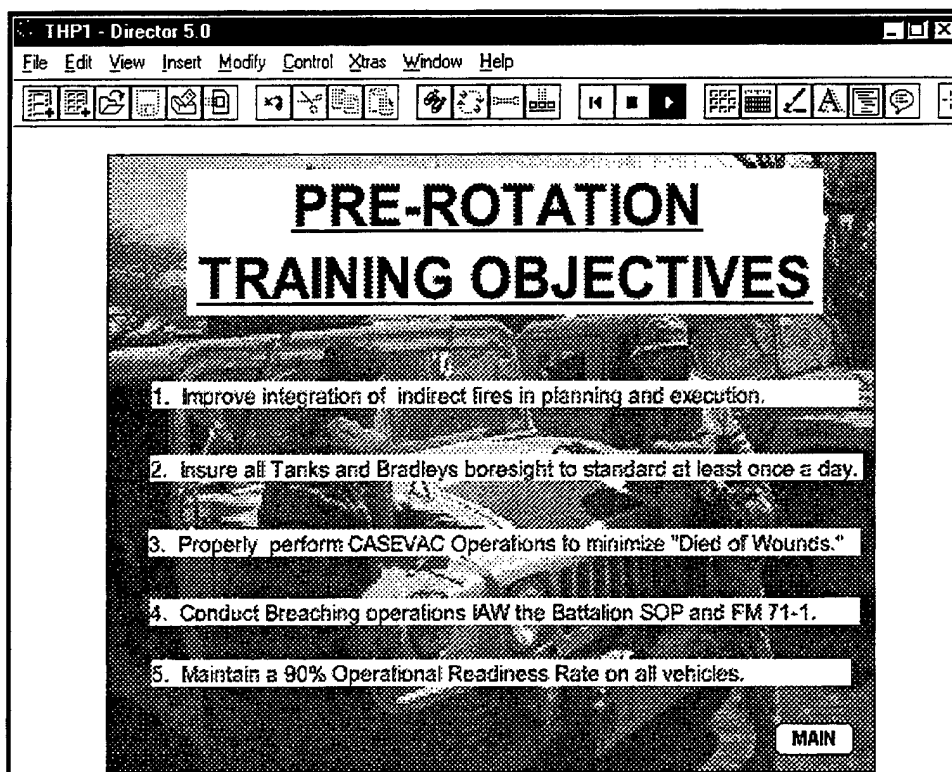 THP1 - Director 5.0
File Edit View Insert Modify Control Xtras Window Help
PRE-ROTATION
TRAINING OBJECTIVES
1. Improve integration of indirect fires in planning and execution.
2. Insure all Tanks and Bradleys boresight to standard at least once a day.
3. Properly perform CASEVAC Operations to minimize "Died of Wounds."
4. Conduct Breaching operations IAW the Battalion SOP and FM 71-1.
5. Maintain a 90% Operational Readiness Rate on all vehicles.
MAIN